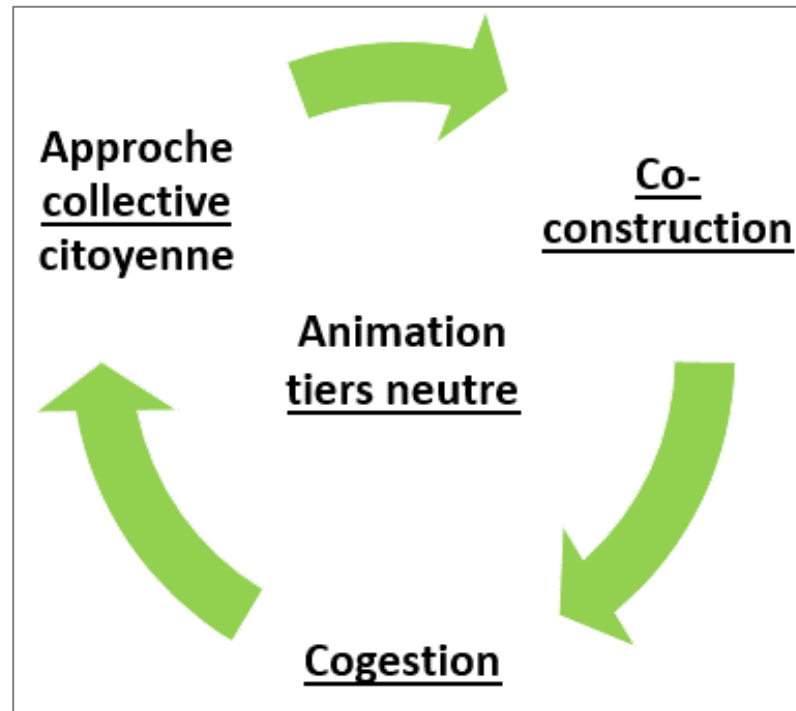 Approche
collective
citoyenne
Co-
construction
Animation
tiers neutre
Cogestion